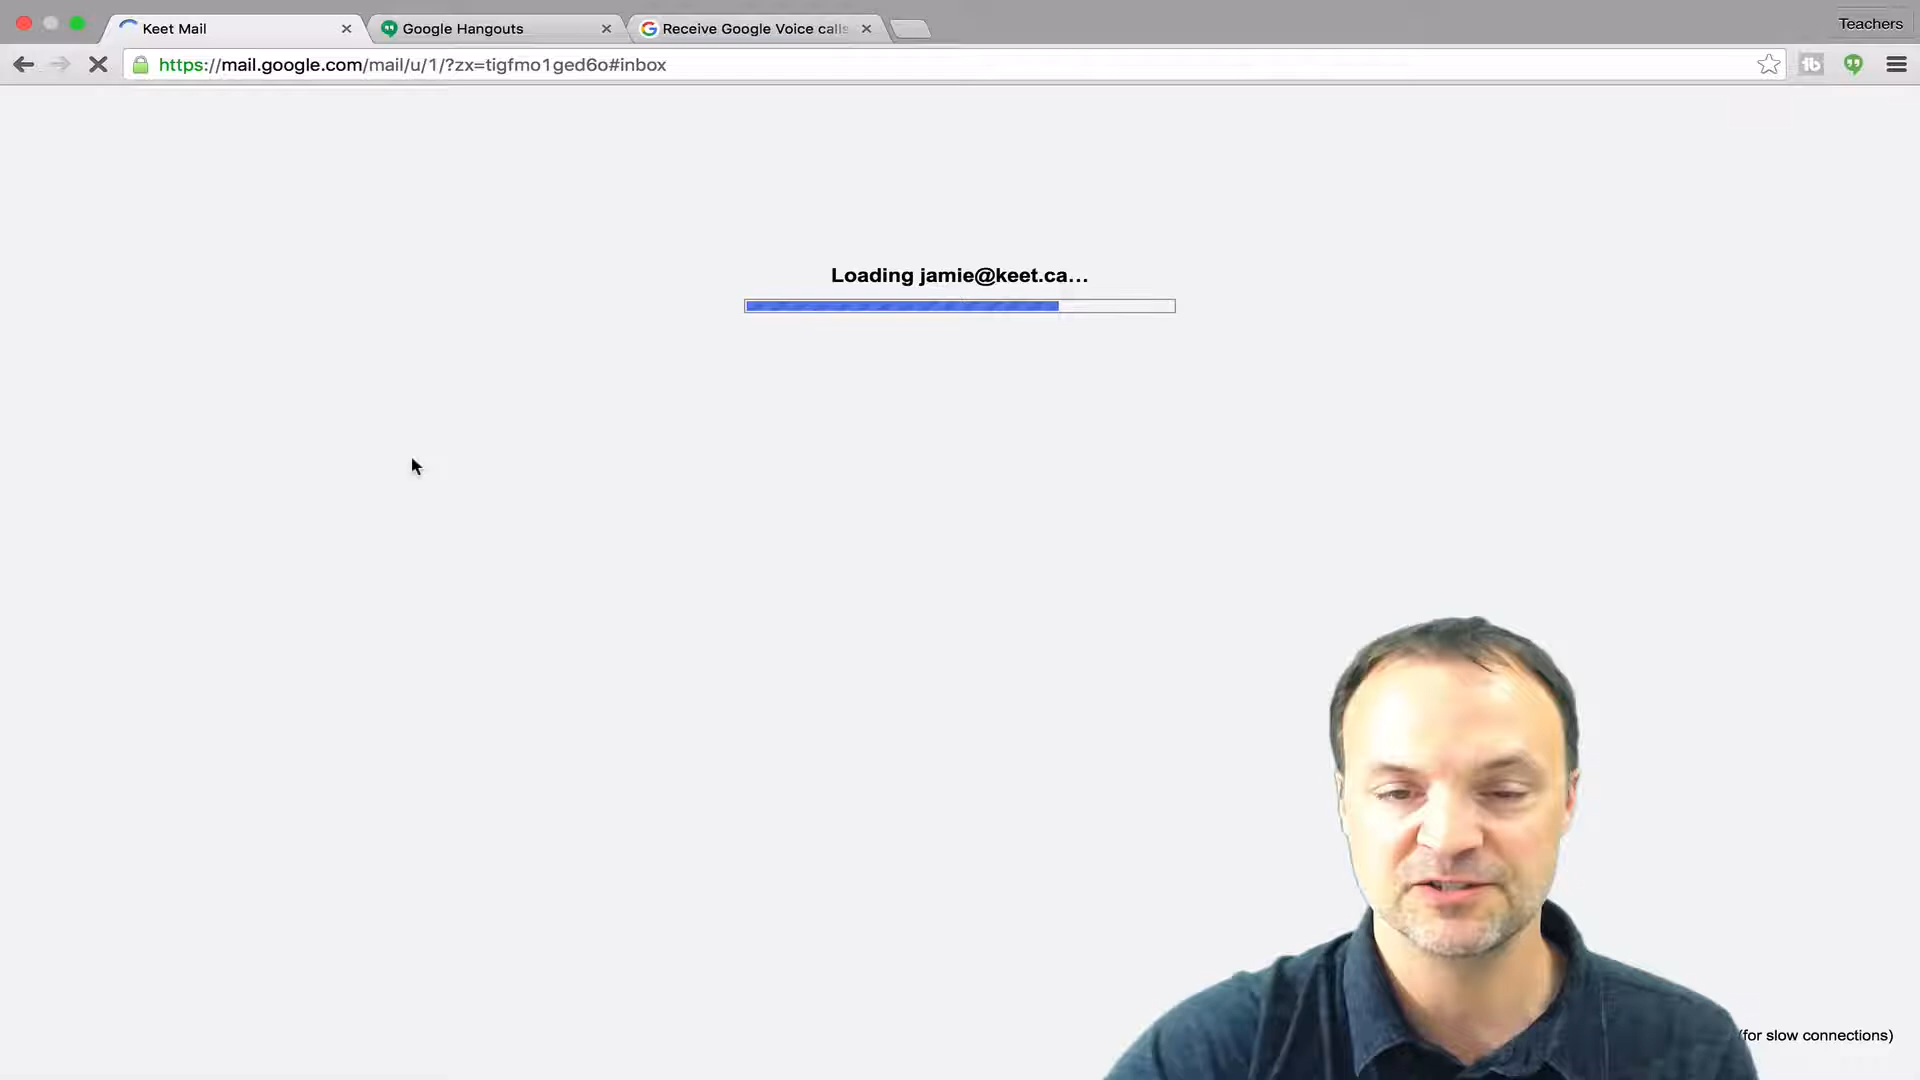 Keet Mail
Google Hangouts
Receive Google Voice calls
Teachers
https://mail.google.com/mail/u/1/?zx=tigfmo1ged6o#inbox
Loading jamie@keet.ca...
(for slow connections)